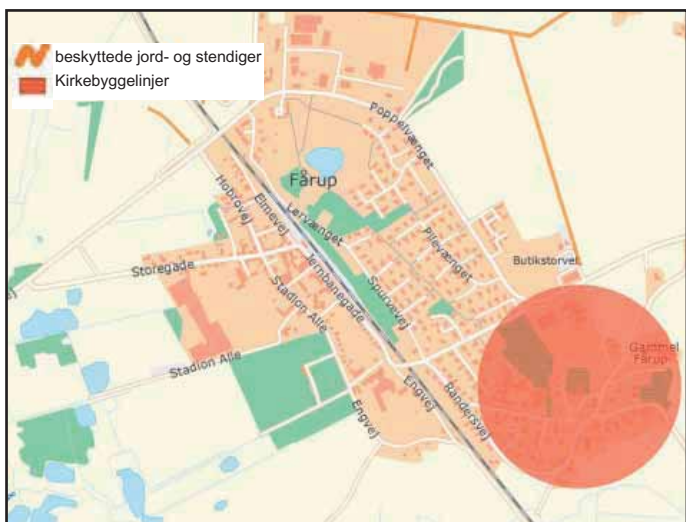 beskyttede jord- og stendiger
Kirkebyggelinjer
Poppelvænget
Fårup
Hobrovej
Elmevej
Lærvænget
Pilevænget
Butikstorvet
Storegade
Jernbanegade
Spurvevej
Stadion Alle
Stadion Alle
Gammel
Fårup
Engvej
Engvej
Randersvej